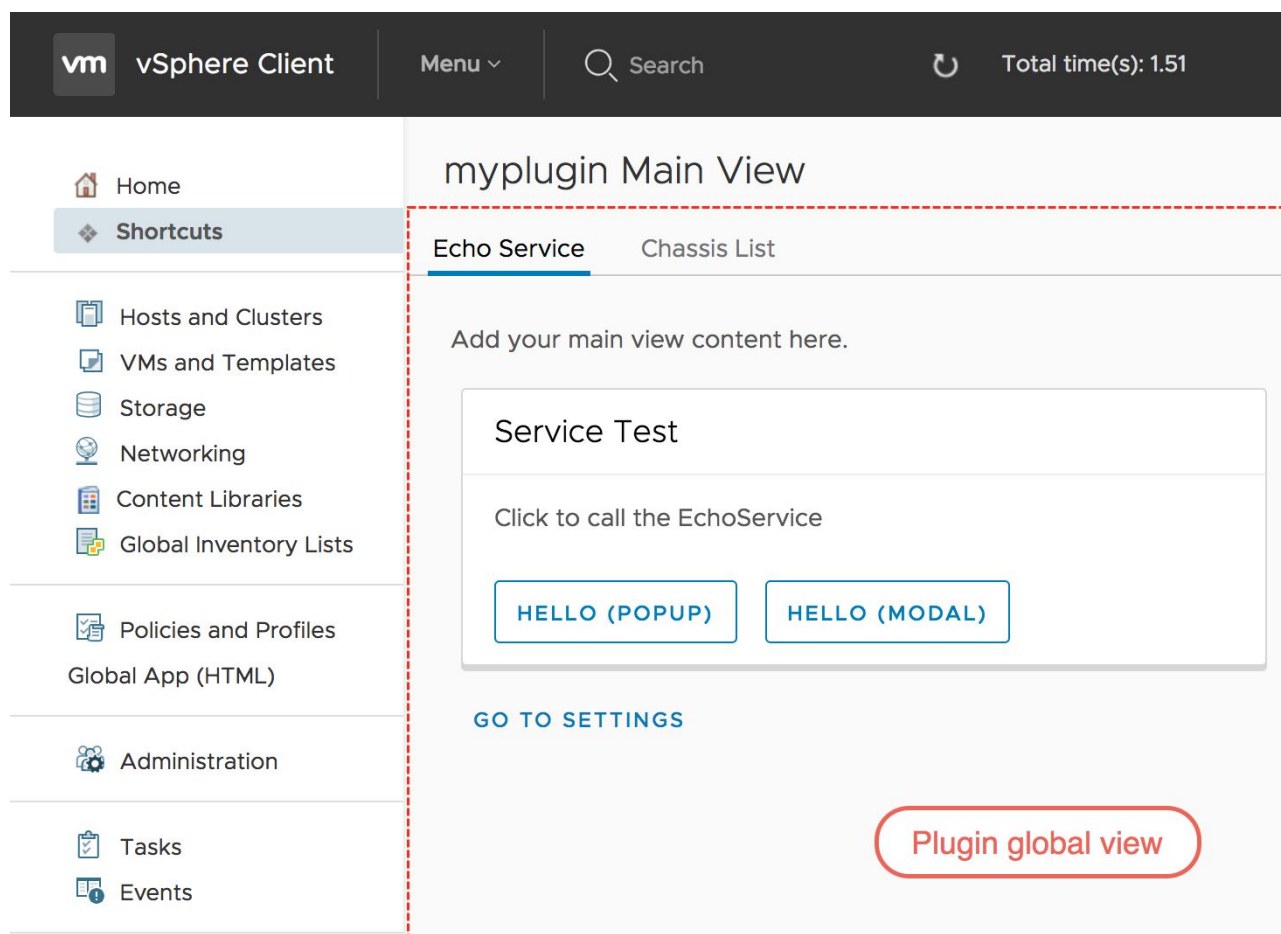 vm vSphere Client Menu Search Total time(s): 1.51
Home
Shortcuts
Hosts and Clusters
VMs and Templates
Storage
Networking
Content Libraries
Global Inventory Lists
Policies and Profiles
Global App (HTML)
Administration
Tasks
Events
myplugin Main View
Echo Service Chassis List
Add your main view content here.
Service Test
Click to call the EchoService
HELLO (POPUP) HELLO (MODAL)
GO TO SETTINGS
Plugin global view